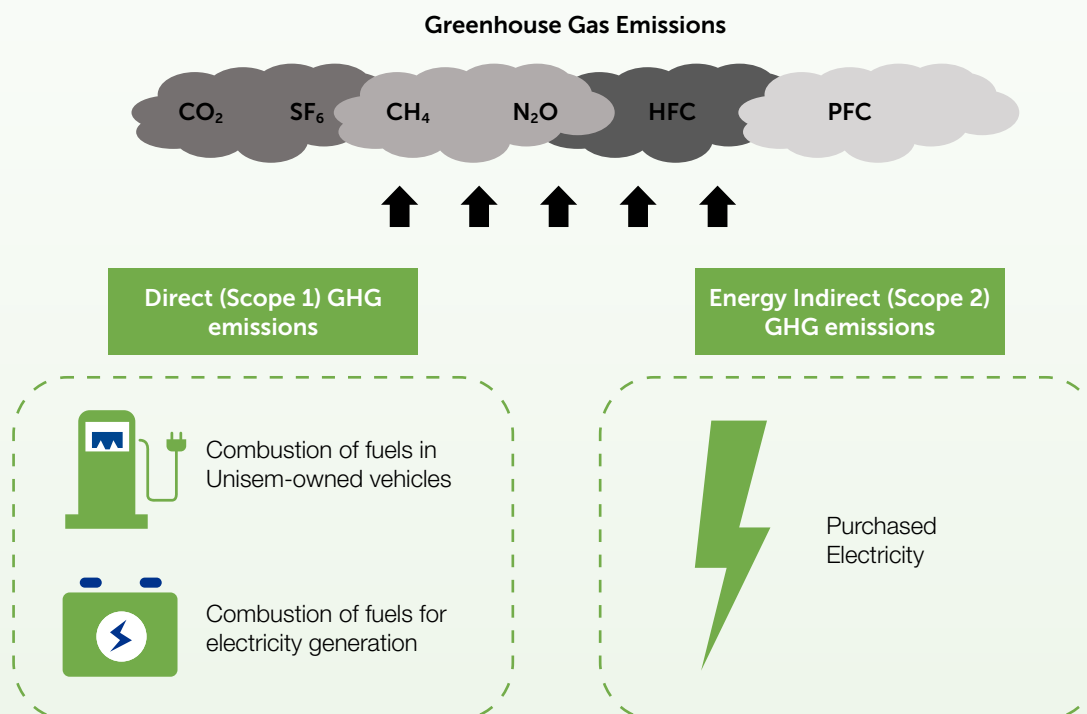 Greenhouse Gas Emissions
CO₂ SF₆ CH₄ N₂O HFC PFC
Direct (Scope 1) GHG
emissions
Combustion of fuels in
Unisem-owned vehicles
Combustion of fuels for
electricity generation
Energy Indirect (Scope 2)
GHG emissions
Purchased
Electricity